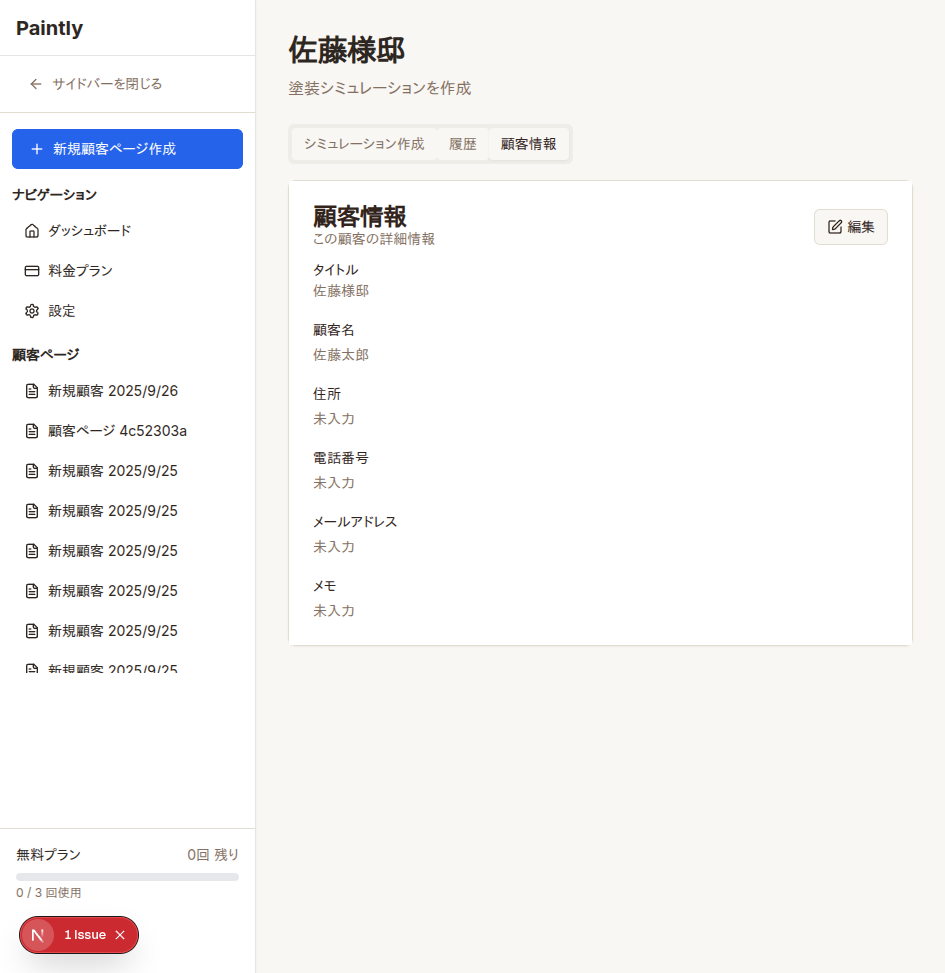 Paintly
サイドバーを閉じる
新規顧客ページ作成
ナビゲーション
ダッシュボード
料金プラン
設定
顧客ページ
新規顧客 2025/9/26
顧客ページ 4c52303a
新規顧客 2025/9/25
新規顧客 2025/9/25
新規顧客 2025/9/25
新規顧客 2025/9/25
新規顧客 2025/9/25
新規顧客 2025/9/25
無料プラン 0回 残り
0 / 3 回使用
N 1 Issue
佐藤様邸
塗装シミュレーションを作成
シミュレーション作成 履歴 顧客情報
顧客情報
この顧客の詳細情報
編集
タイトル
佐藤様邸
顧客名
佐藤太郎
住所
未入力
電話番号
未入力
メールアドレス
未入力
メモ
未入力